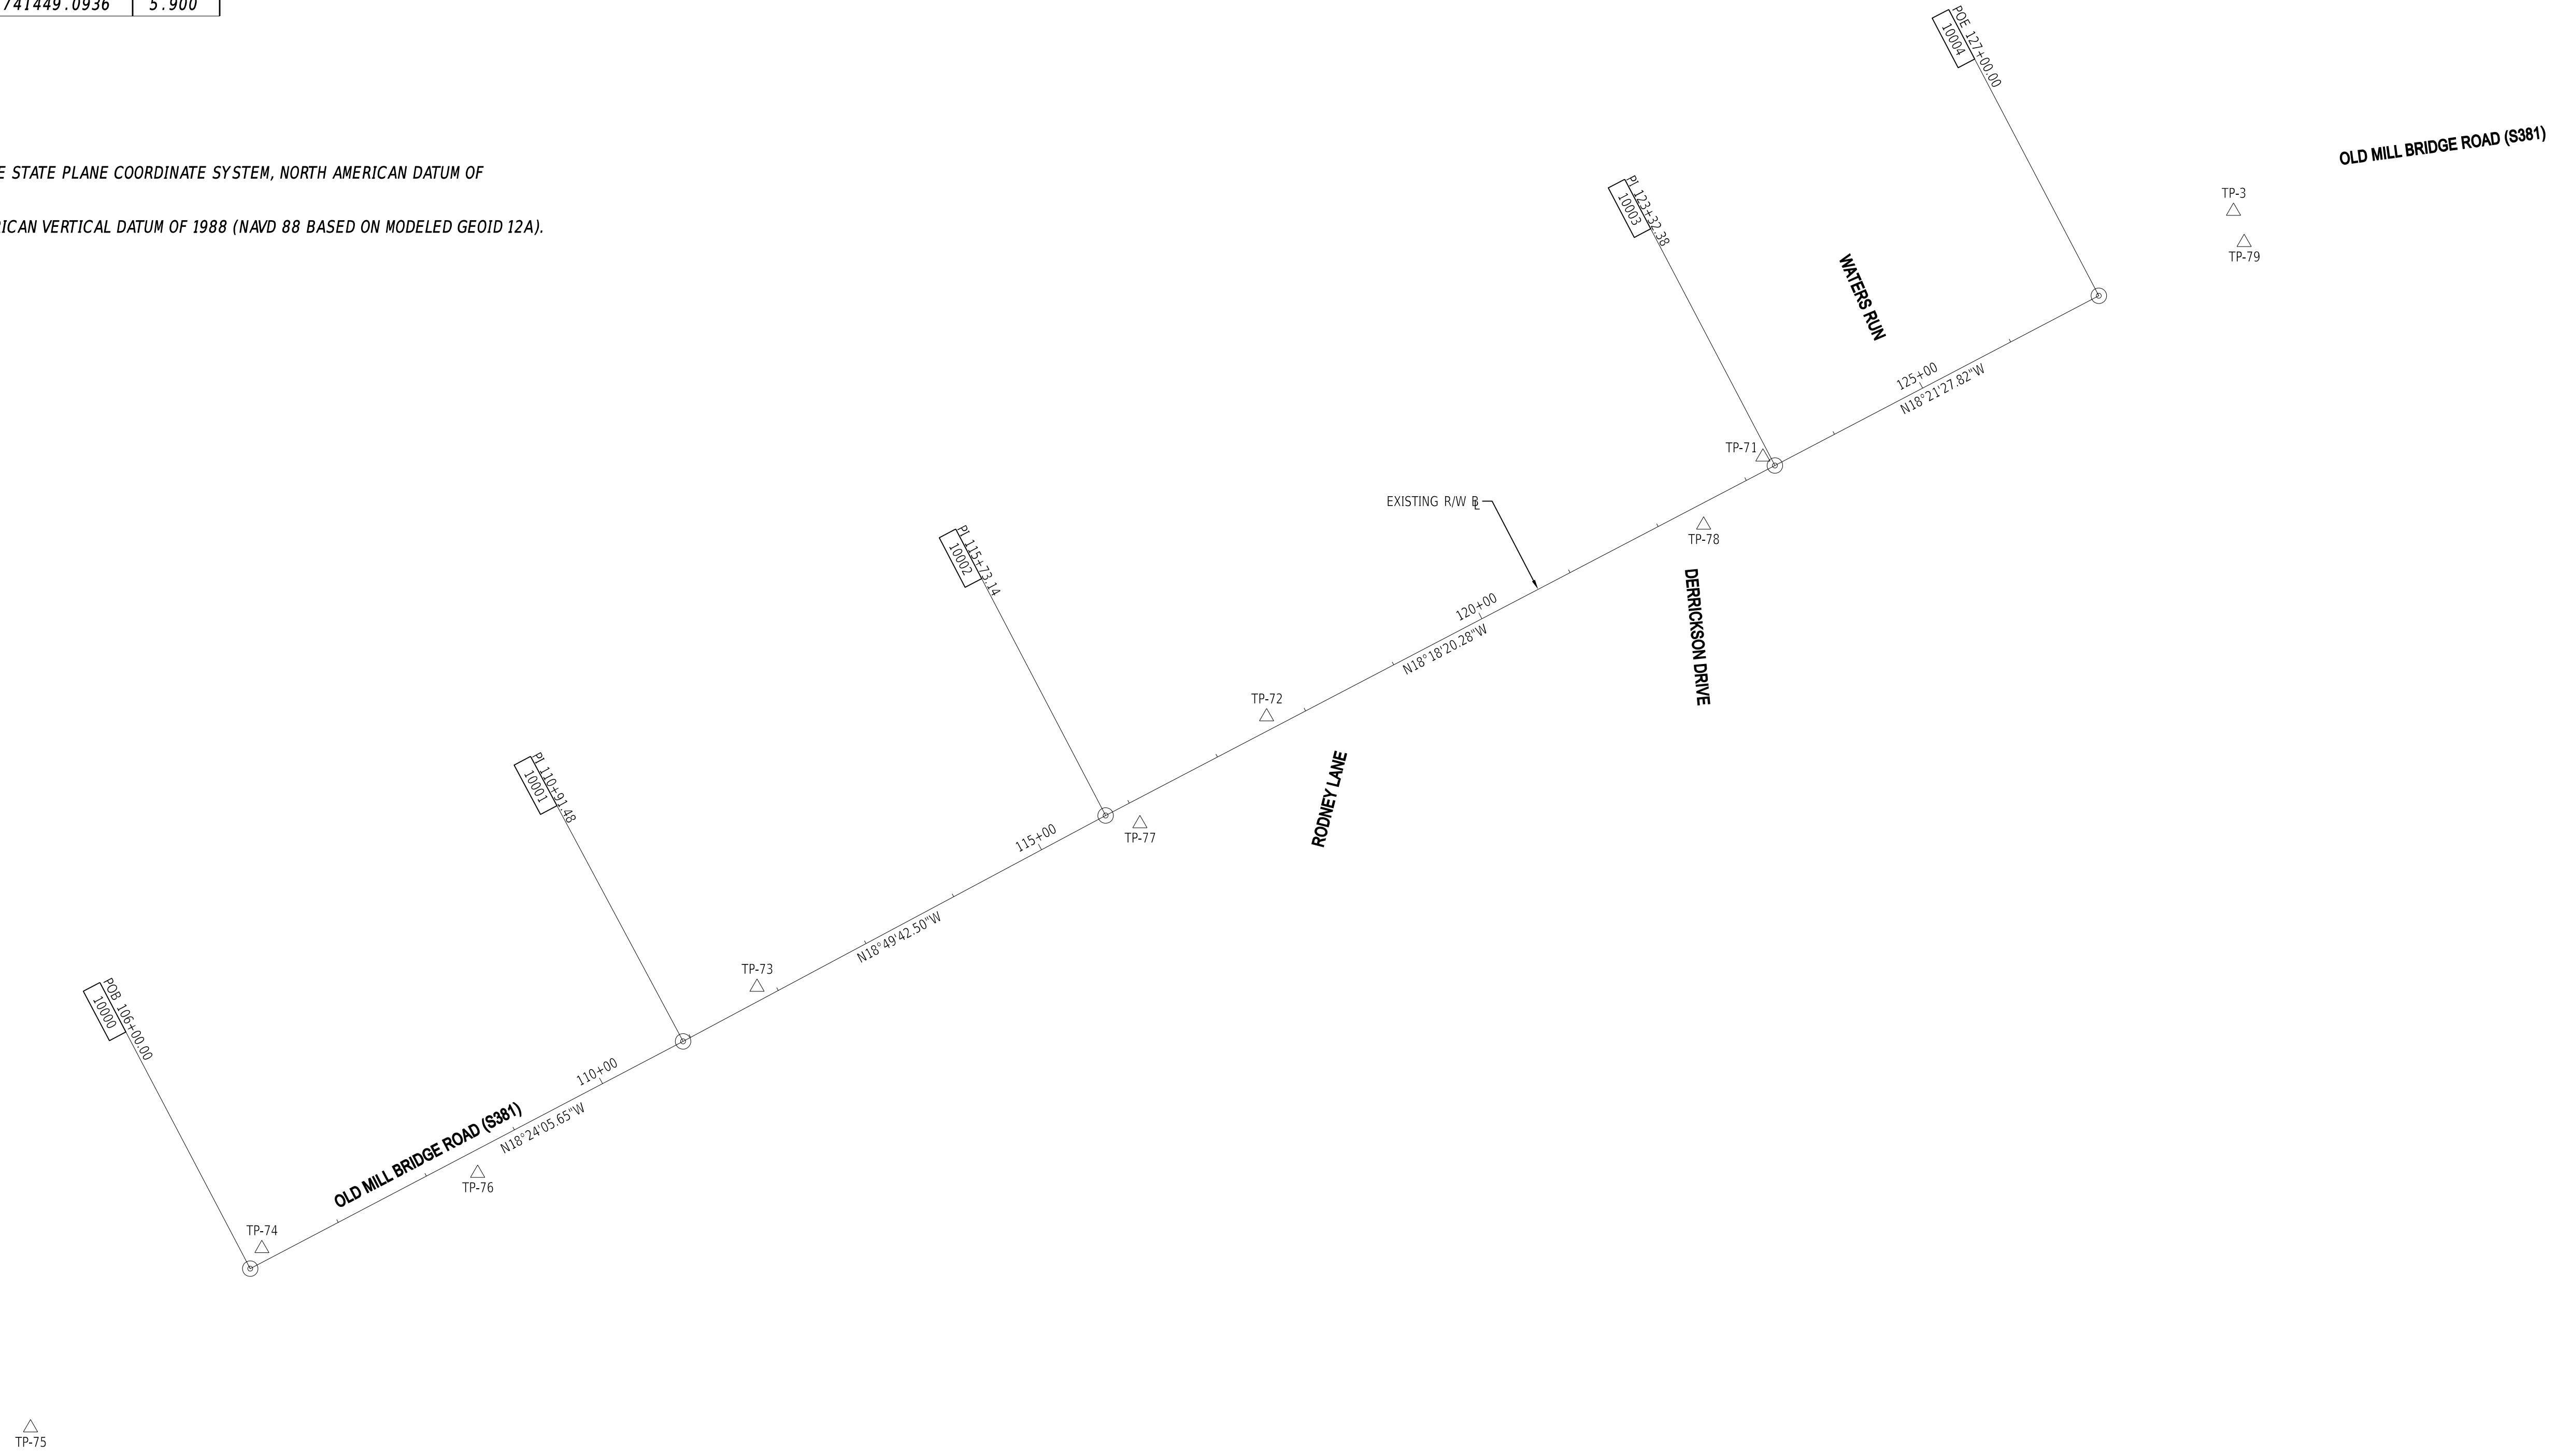 741449.0936 5.900
E STATE PLANE COORDINATE SYSTEM, NORTH AMERICAN DATUM OF
ICAN VERTICAL DATUM OF 1988 (NAVD 88 BASED ON MODELED GEOID 12A).
POE 127+00.00
10004
OLD MILL BRIDGE ROAD (S381)
TP-3
TP-79
PI 123+32.38
10003
WATERS RUN
125+00
N18°21'27.82"W
TP-71
EXISTING R/W BL
TP-78
DERRICKSON DRIVE
PI 115+73.14
10002
120+00
N18°18'20.28"W
TP-72
RODNEY LANE
TP-77
115+00
PI 110+91.48
10001
N18°49'42.50"W
TP-73
POB 106+00.00
10000
110+00
N18°24'05.65"W
OLD MILL BRIDGE ROAD (S381)
TP-76
TP-74
TP-75